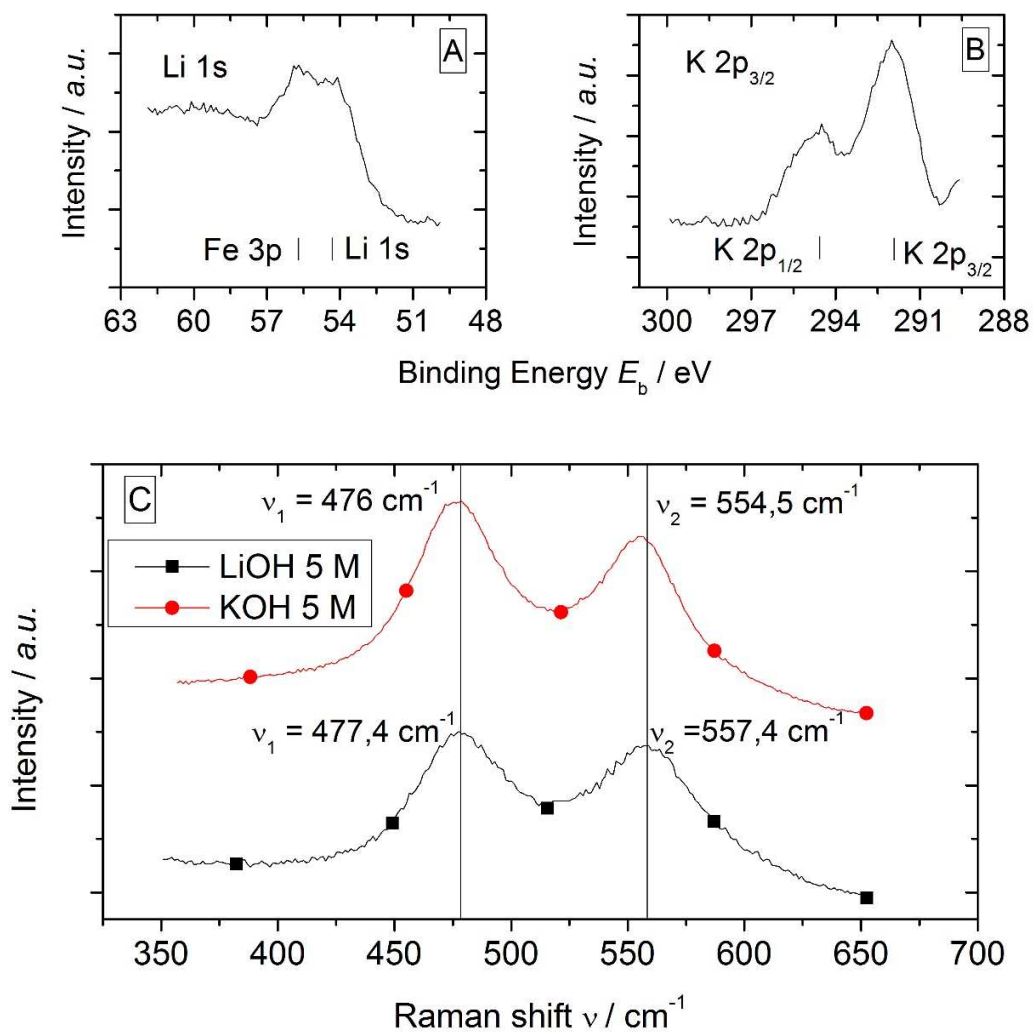 A
Li 1s
Intensity / a.u.
Fe 3p
Li 1s
63 60 56 54 50 48
B
K 2p3/2
Intensity / a.u.
K 2p1/2
K 2p3/2
300 297 294 291 288
Binding Energy Eb / eV
C
ν1 = 476 cm-1
ν2 = 554,5 cm-1
LiOH 5 M
KOH 5 M
ν1 = 477,4 cm-1
ν2 =557,4 cm-1
Intensity / a.u.
350 400 450 500 550 600 650 700
Raman shift ν / cm-1